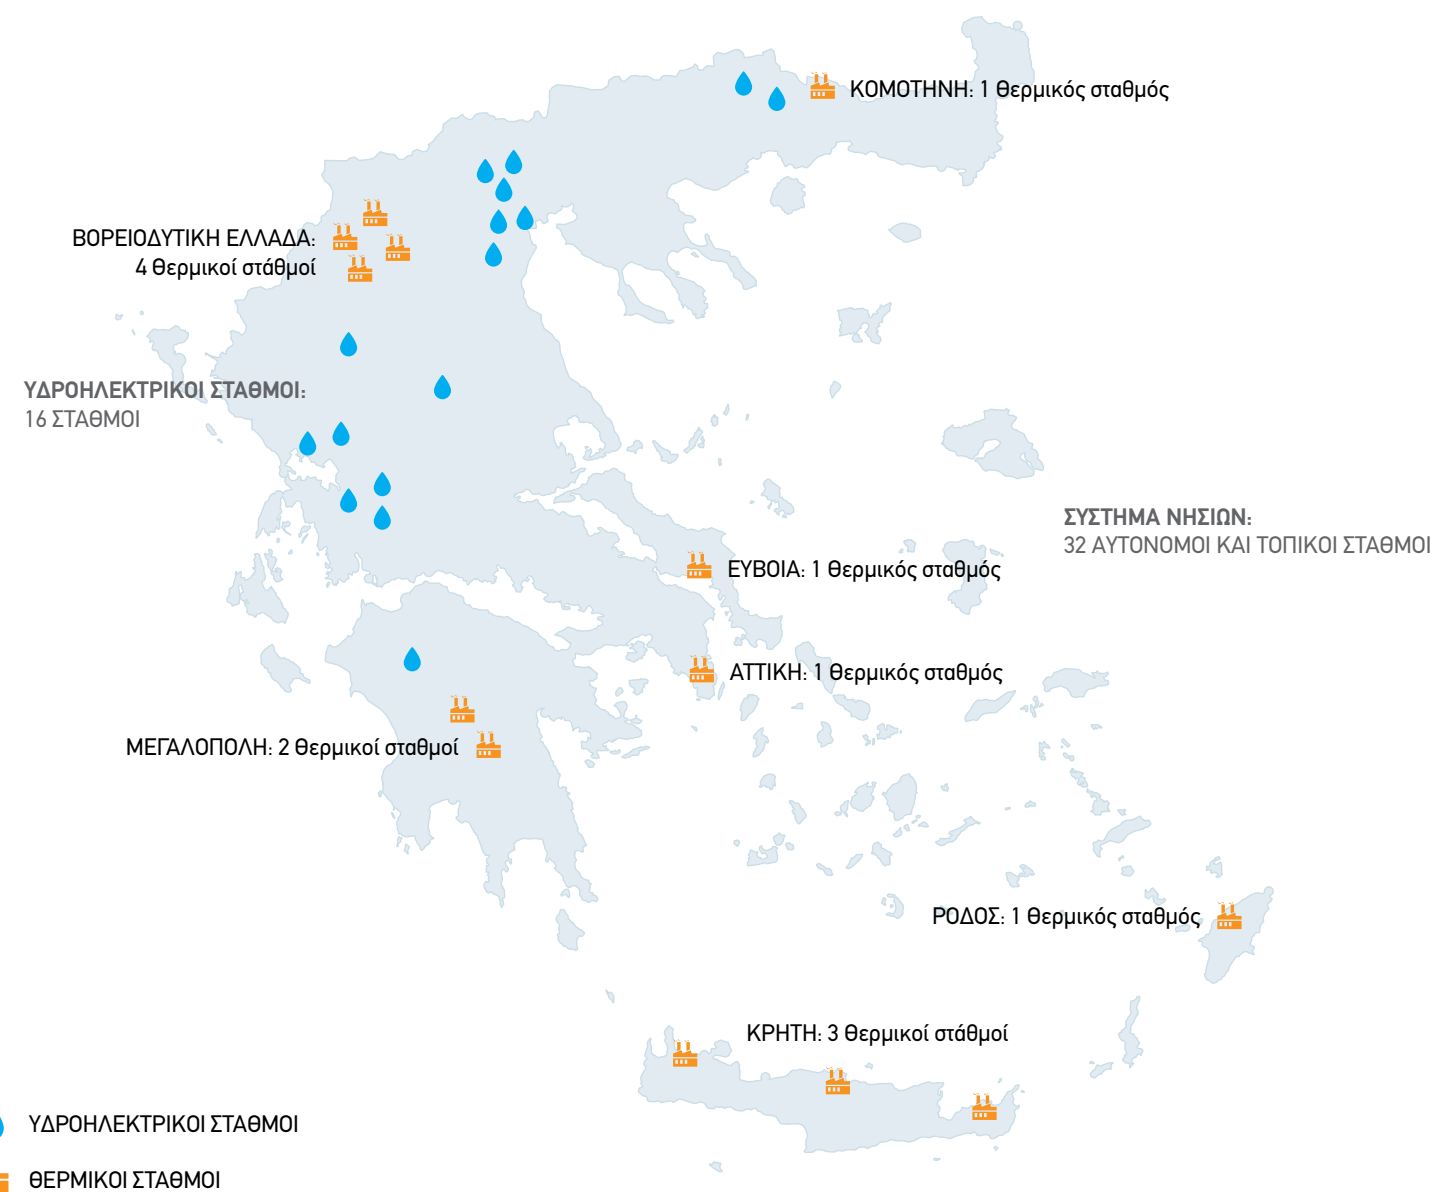 ΚΟΜΟΤΗΝΗ: 1 θερμικός σταθμός
ΒΟΡΕΙΟΔΥΤΙΚΗ ΕΛΛΑΔΑ:
4 θερμικοί στάθμοί
ΥΔΡΟΗΛΕΚΤΡΙΚΟΙ ΣΤΑΘΜΟΙ:
16 ΣΤΑΘΜΟΙ
ΣΥΣΤΗΜΑ ΝΗΣΙΩΝ:
32 ΑΥΤΟΝΟΜΟΙ ΚΑΙ ΤΟΠΙΚΟΙ ΣΤΑΘΜΟΙ
ΕΥΒΟΙΑ: 1 θερμικός σταθμός
ΑΤΤΙΚΗ: 1 θερμικός σταθμός
ΜΕΓΑΛΟΠΟΛΗ: 2 θερμικοί σταθμοί
ΡΟΔΟΣ: 1 θερμικός σταθμός
ΚΡΗΤΗ: 3 θερμικοί στάθμοί
ΥΔΡΟΗΛΕΚΤΡΙΚΟΙ ΣΤΑΘΜΟΙ
ΘΕΡΜΙΚΟΙ ΣΤΑΘΜΟΙ